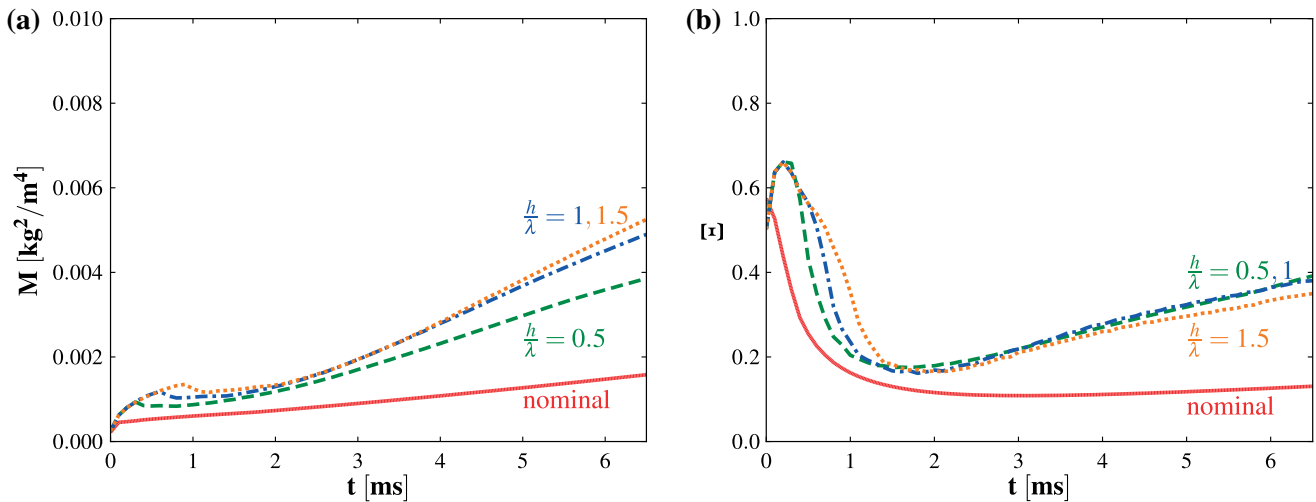 (a)
0.010
0.008
0.006
0.004
0.002
0.000
M [kg²/m⁴]
h/λ = 1, 1.5
h/λ = 0.5
nominal
0 1 2 3 4 5 6
t [ms]
(b)
1.0
0.8
0.6
0.4
0.2
0.0
Ξ
h/λ = 0.5, 1
h/λ = 1.5
nominal
0 1 2 3 4 5 6
t [ms]